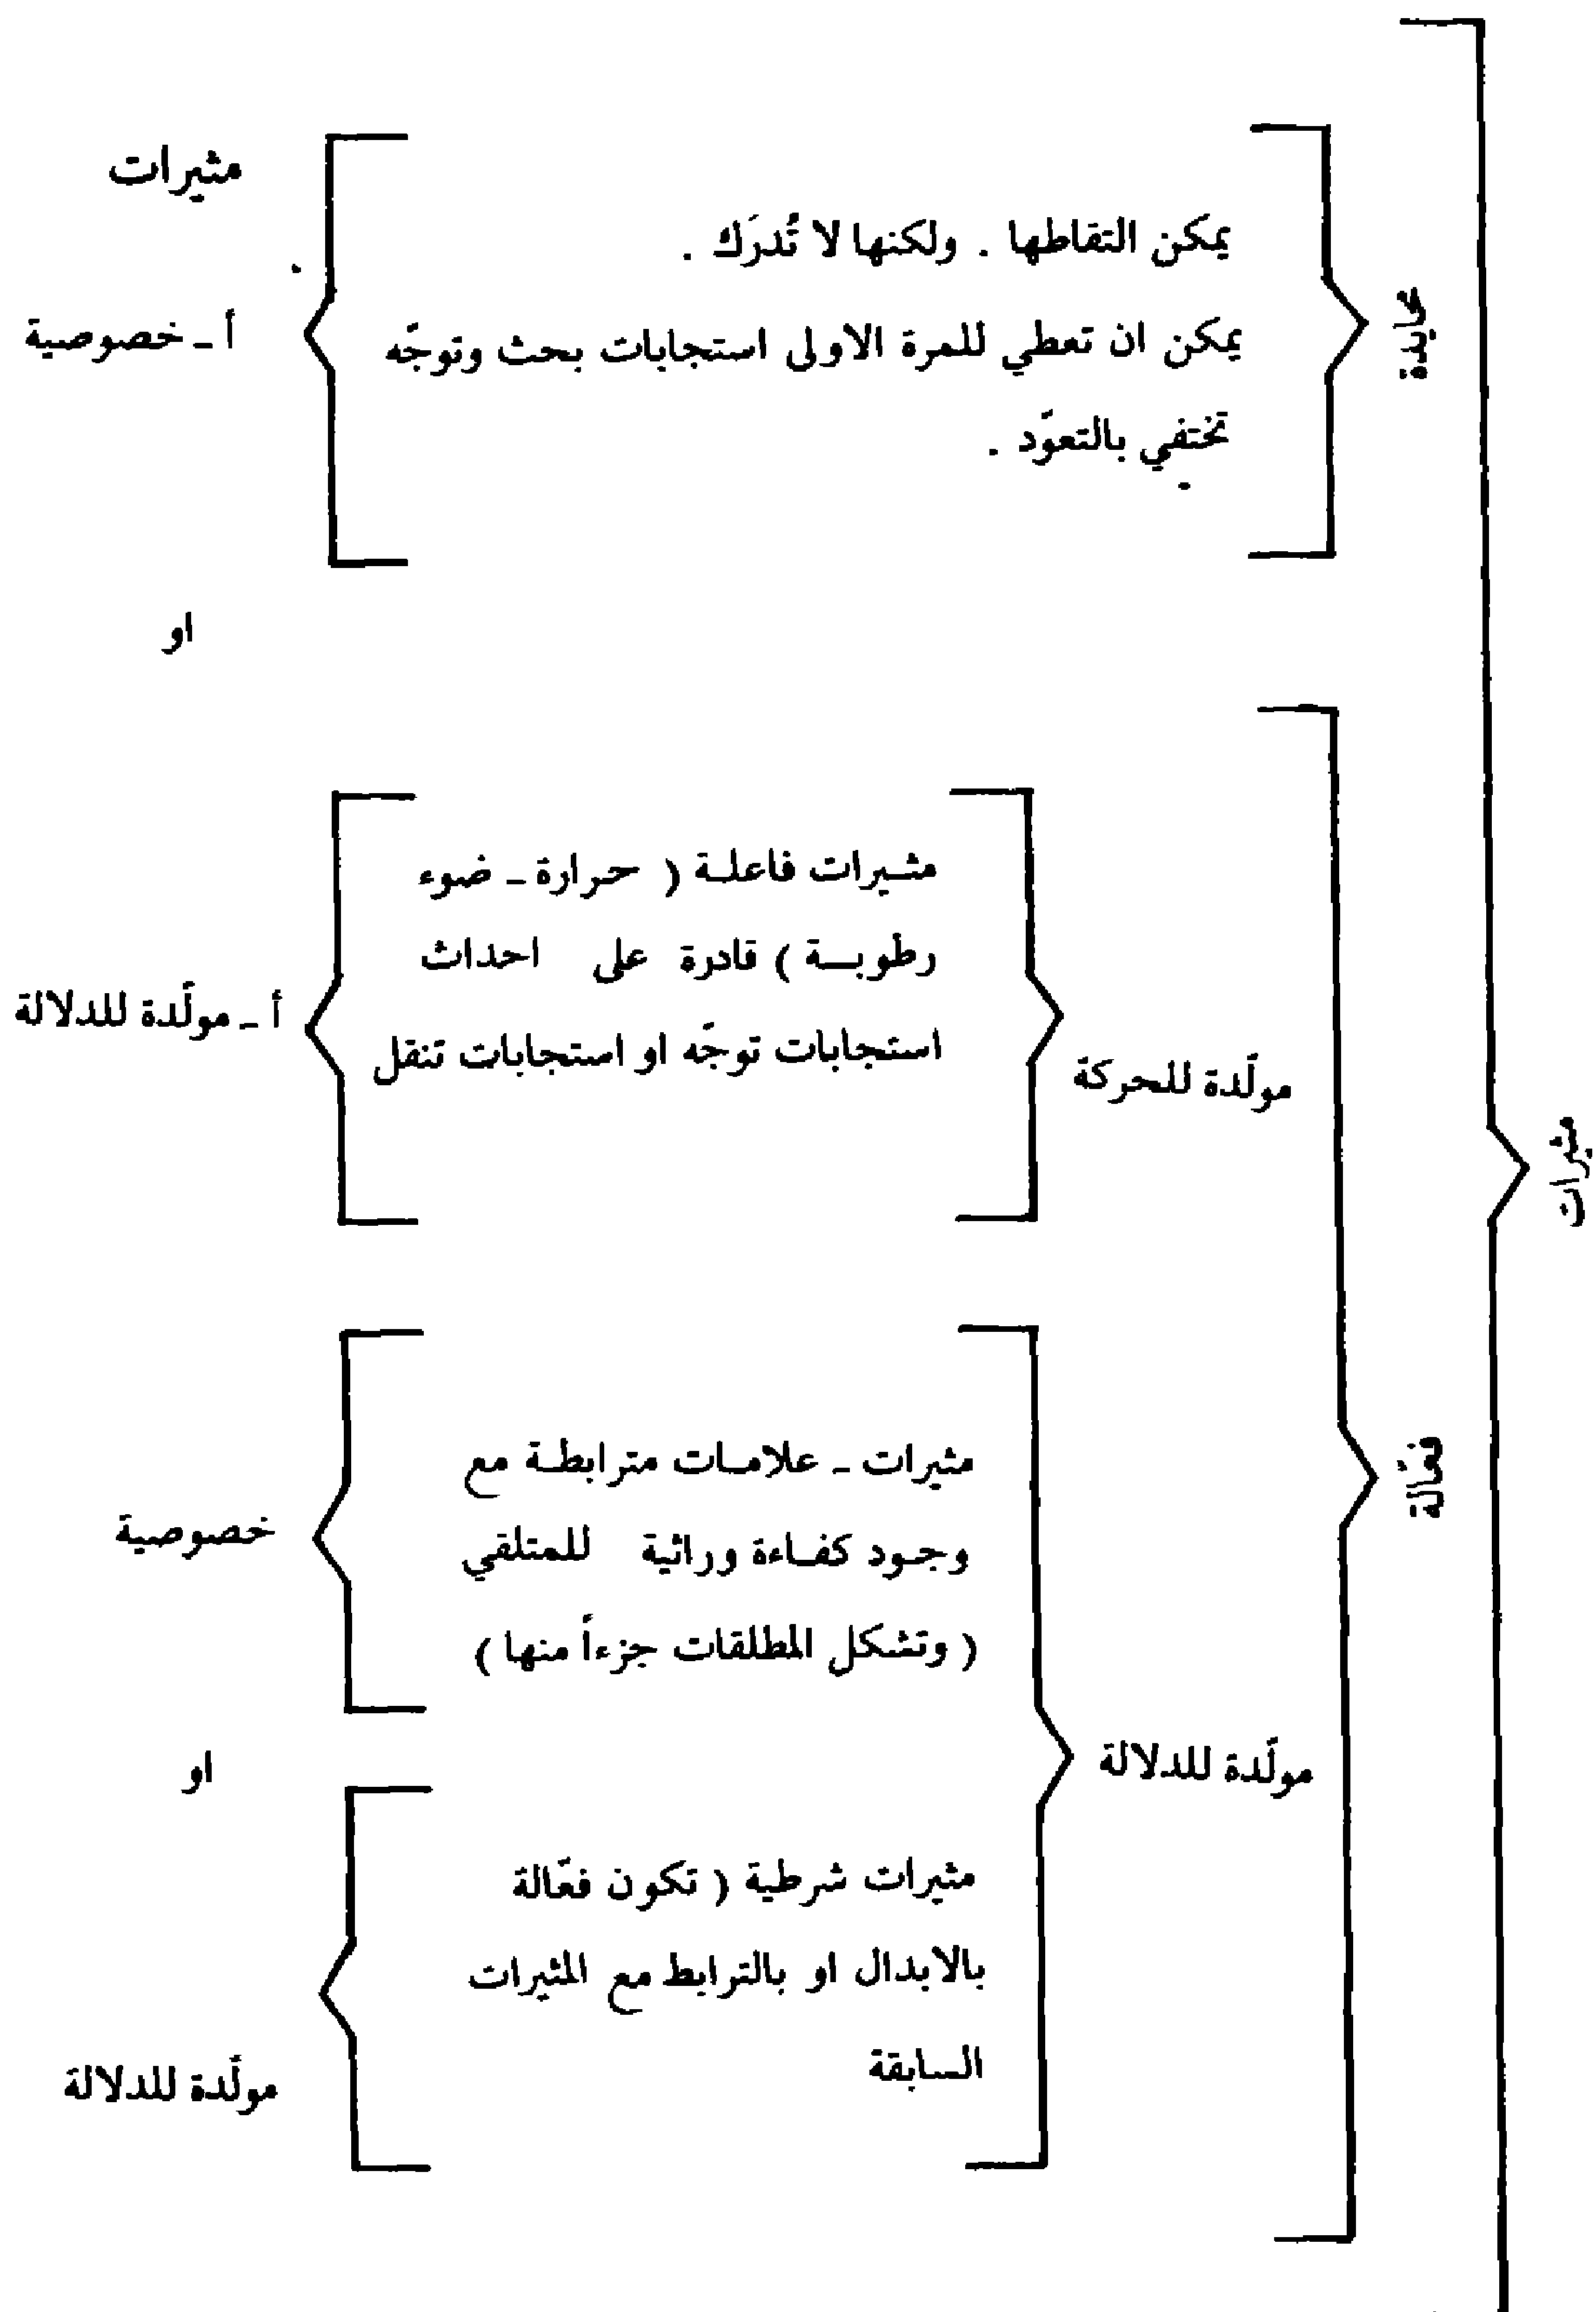 مثيرات
محايدة
يمكن التقاطها . ولكنها لا تُدرَك .
يمكن ان تعطي للمرة الاولى استجابات بحث وتوجّه
تختفي بالتعوّد .
مثيرات
أ ـ خصوصية
او
فعّالة
مولّدة للحركة
مثيرات فاعلة ( حرارة ـ ضوء
رطوبة ) قادرة على احداث
استجابات توجّه او استجابات تنقل
أ ـ مولّدة للدلالة
مولّدة للدلالة
مثيرات ـ علامات مترابطة مع
وجود كفاءة وراثية للمتلقي
( وتشكل المطلقات جزءاً منها )
خصوصية
او
مثيرات شرطية ( تكون فعّالة
بالابدال او بالترابط مع المثيرات
السابقة
مولّدة للدلالة